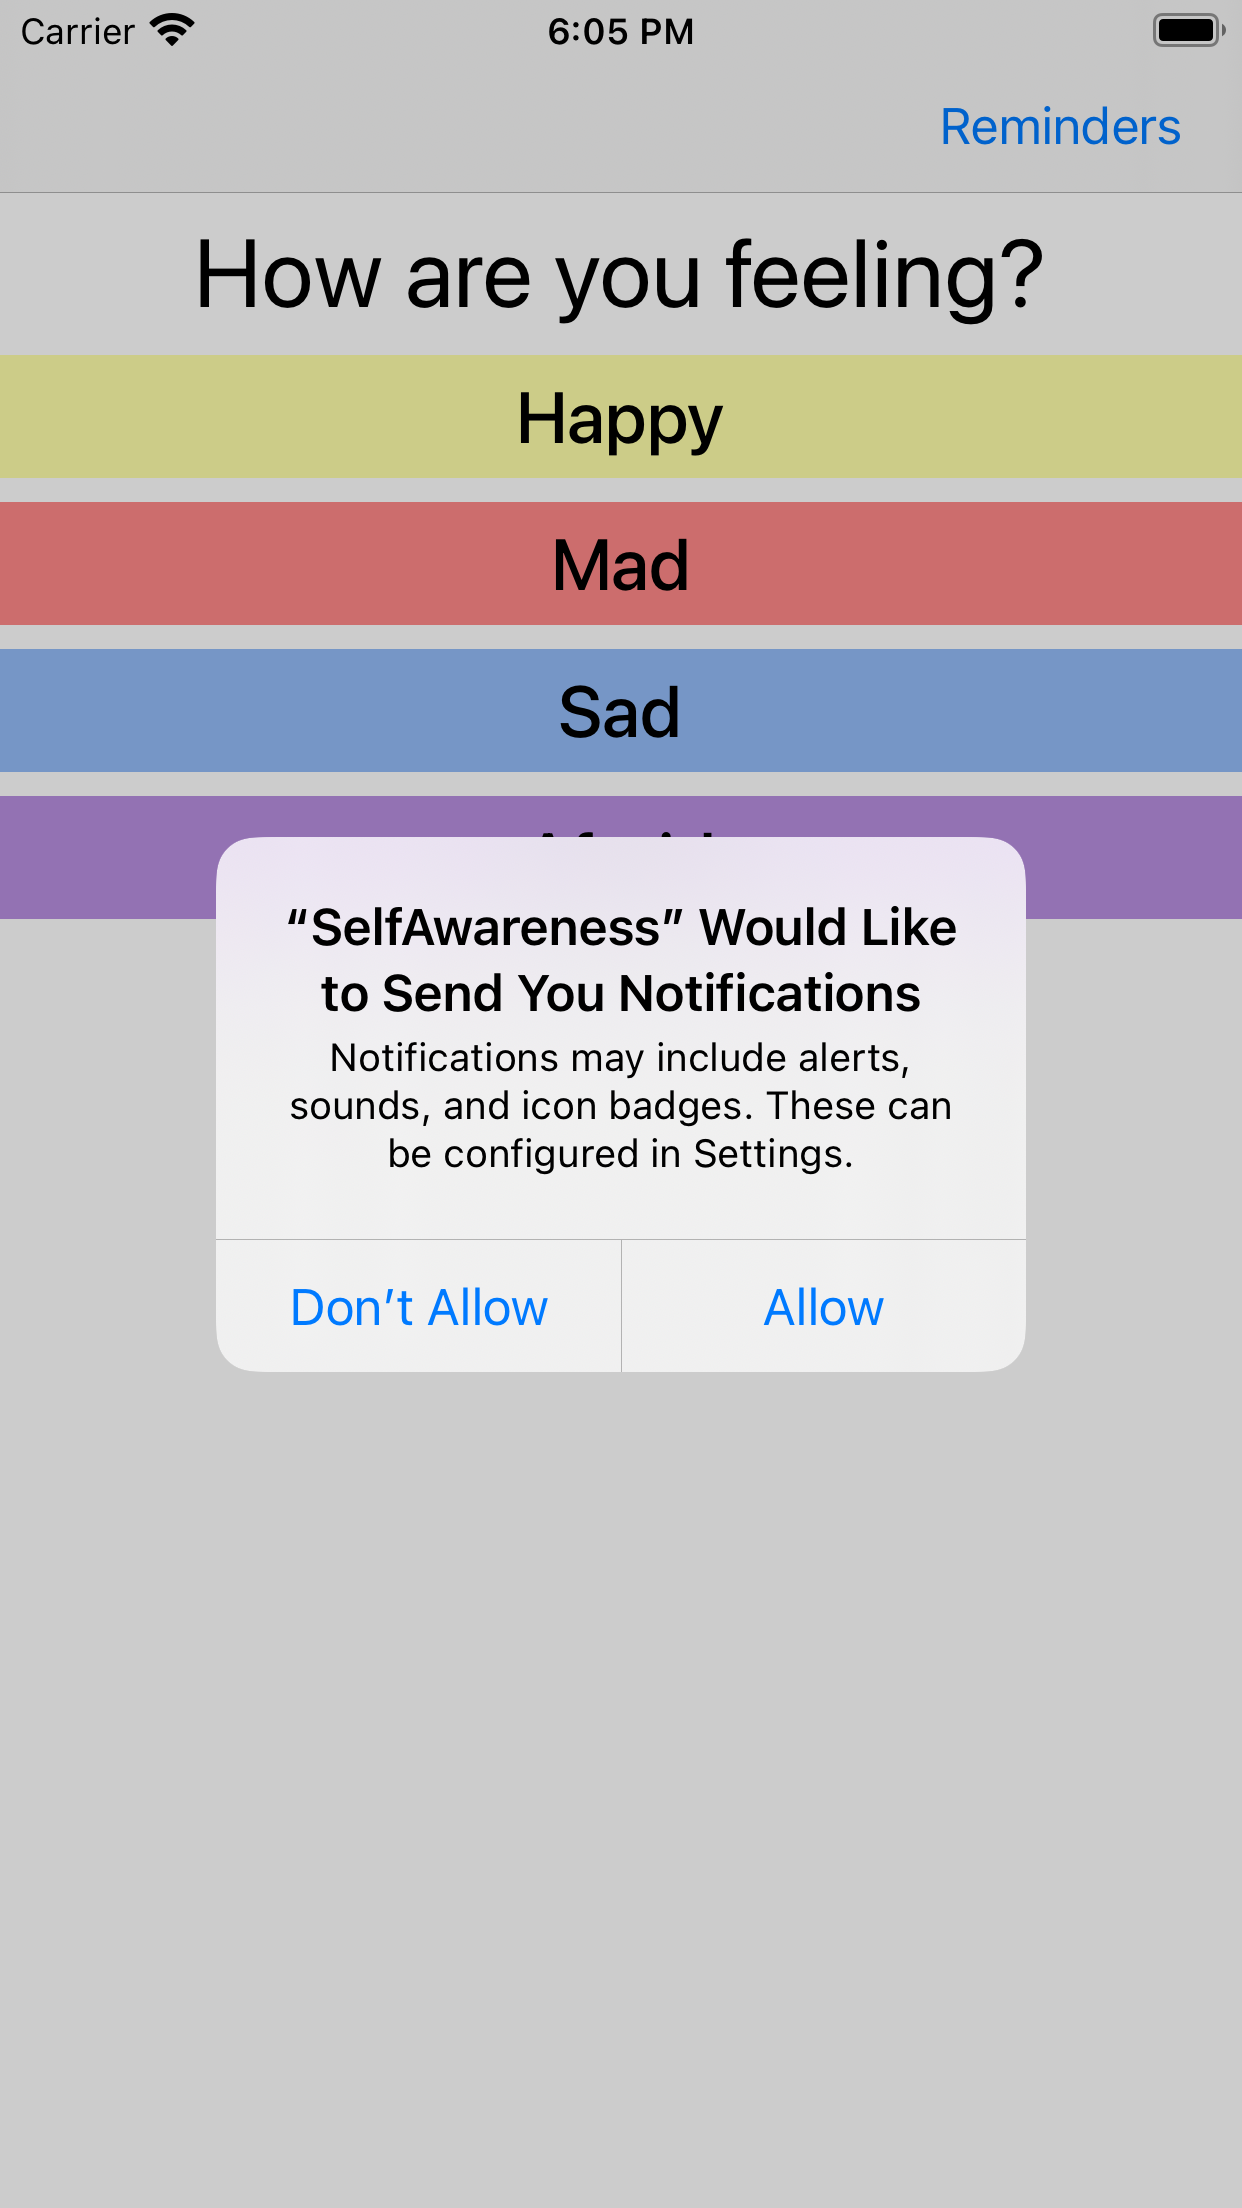 Carrier
6:05 PM
Reminders
How are you feeling?
Happy
Mad
Sad
“SelfAwareness” Would Like
to Send You Notifications
Notifications may include alerts,
sounds, and icon badges. These can
be configured in Settings.
Don’t Allow
Allow